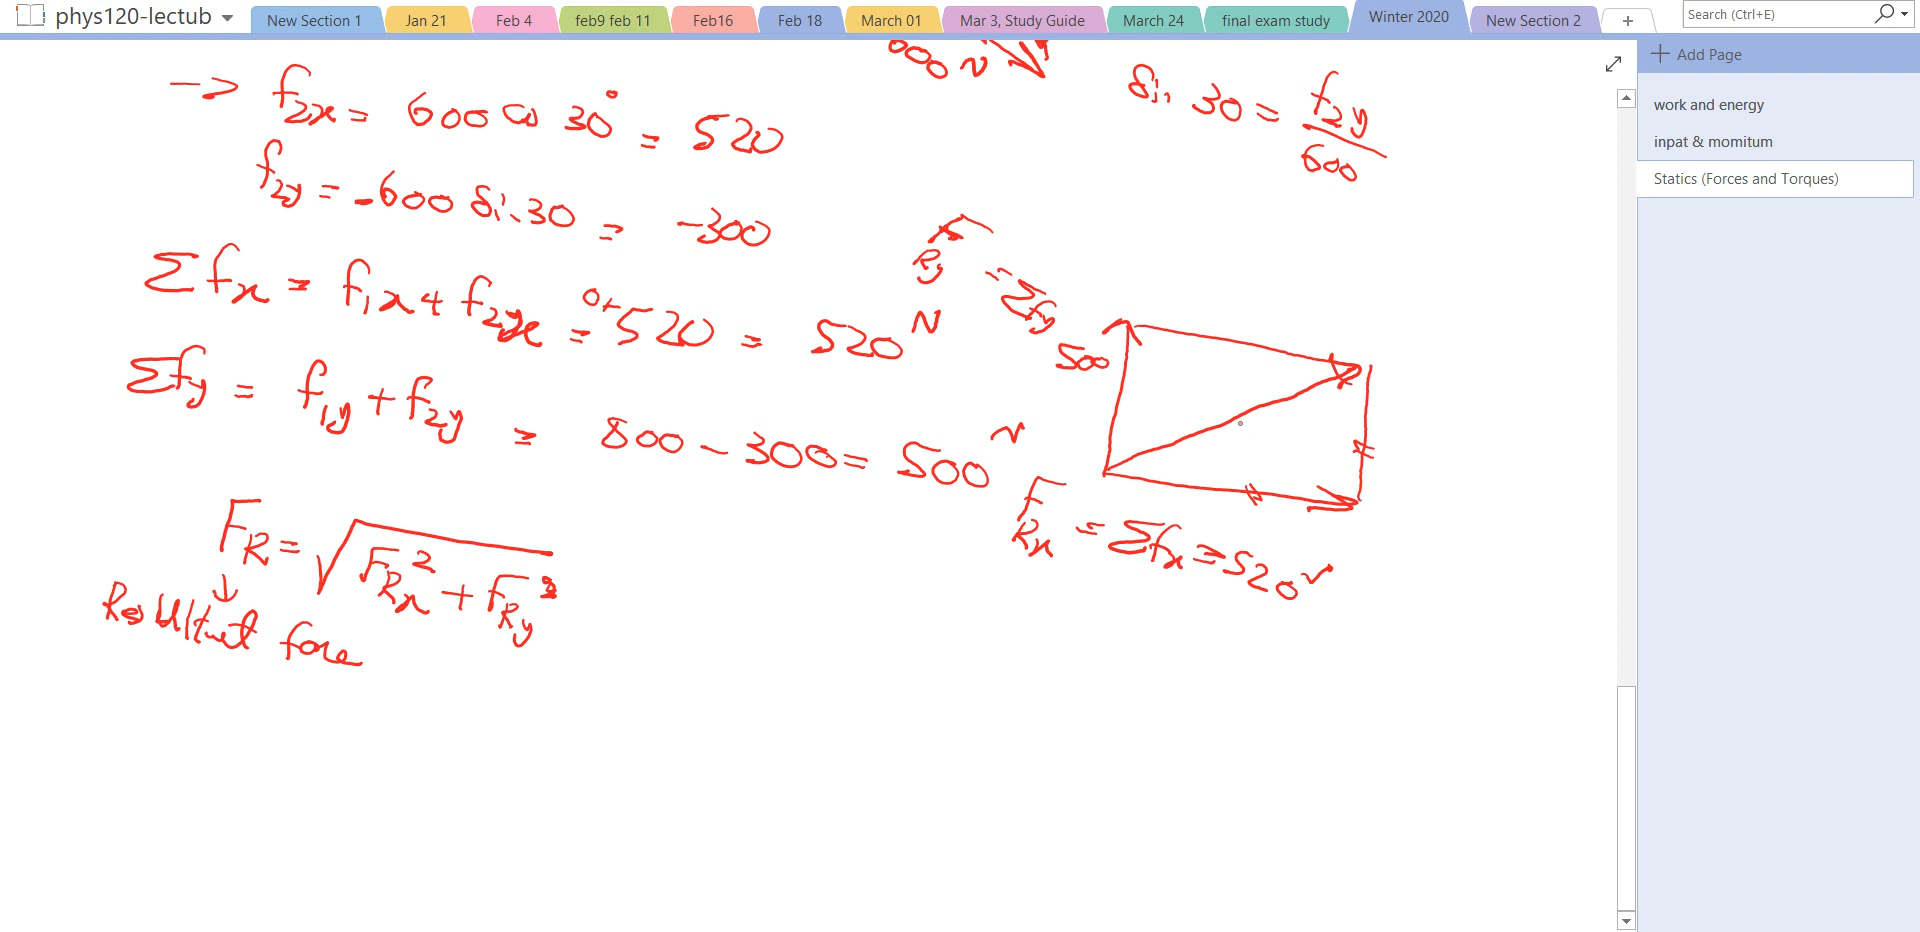 phys120-lectub
New Section 1
Jan 21
Feb 4
feb9 feb 11
Feb16
Feb 18
March 01
Mar 3, Study Guide
March 24
final exam study
Winter 2020
New Section 2
+
Search (Ctrl+E)
Add Page
work and energy
inpat & momitum
Statics (Forces and Torques)
→ f2x = 600 cos 30° = 520
f2y = -600 Sin 30 = -300
Σfx = f1x + f2x = 0+520 = 520 N
Σfy = f1y + f2y = 800 - 300 = 500 N
FR = √FRx² + FRy²
↓
Resultant force
600 N
Sin 30 = f2y
600
FRy = Σfy
500
FRx = Σfx = 520 N